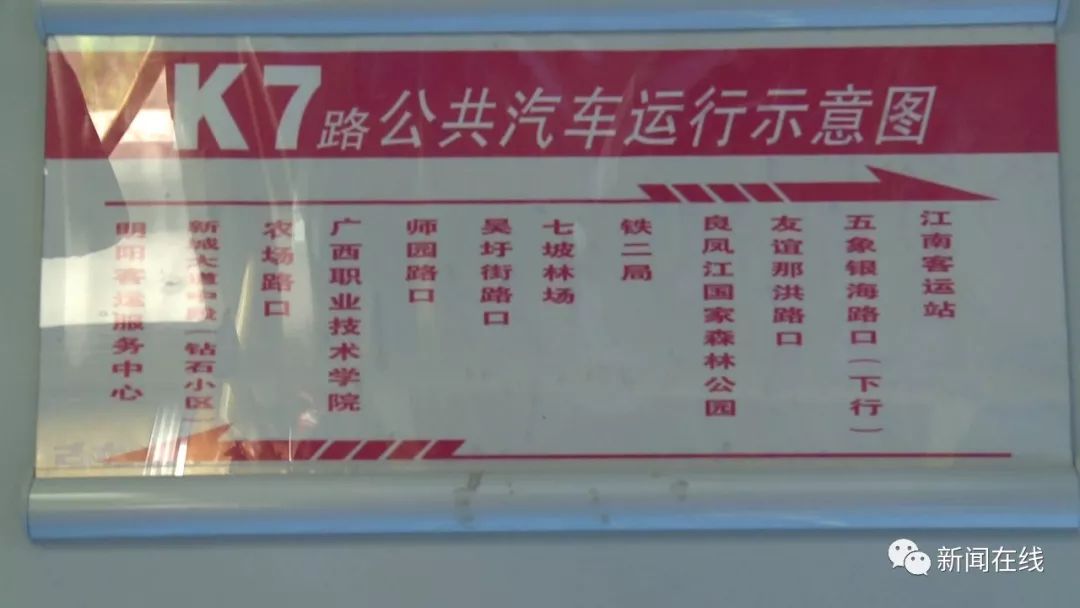 K7路公共汽车运行示意图
明阳客运服务中心
新城大道中段(钻石小区)
农场路口
广西职业技术学院
师园路口
吴圩街路口
七坡林场
铁二局
良凤江国家森林公园
友谊那洪路口
五象银海路口(下行)
江南客运站
新闻在线